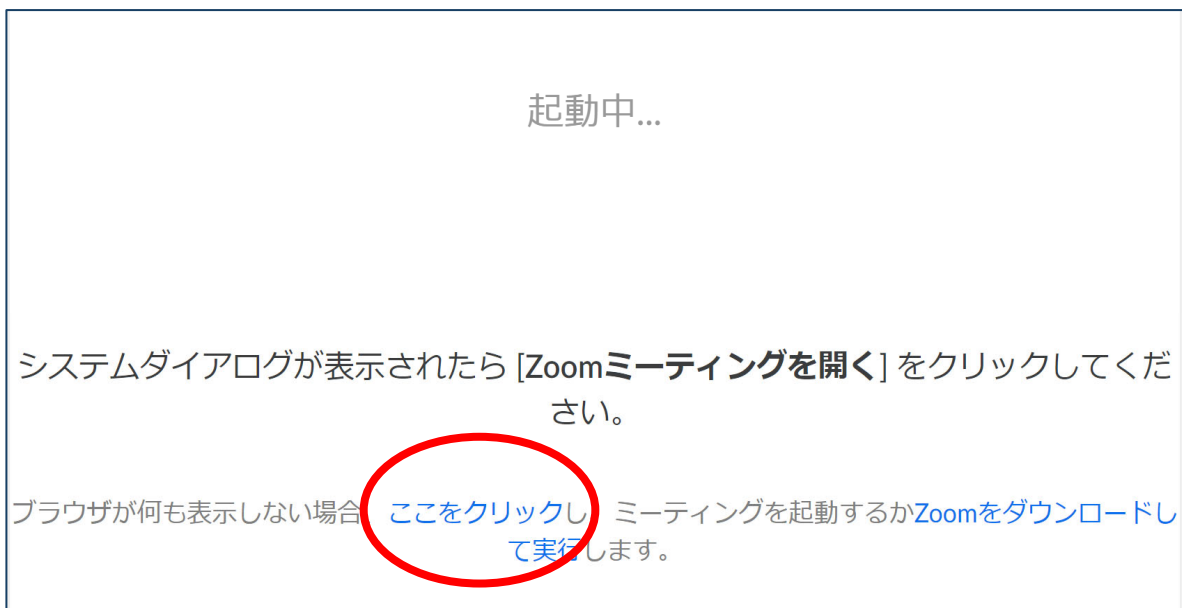 起動中...
システムダイアログが表示されたら [Zoomミーティングを開く] をクリックしてくだ
さい。
ブラウザが何も表示しない場合 ここをクリックし ミーティングを起動するかZoomをダウンロードし
て実行します。